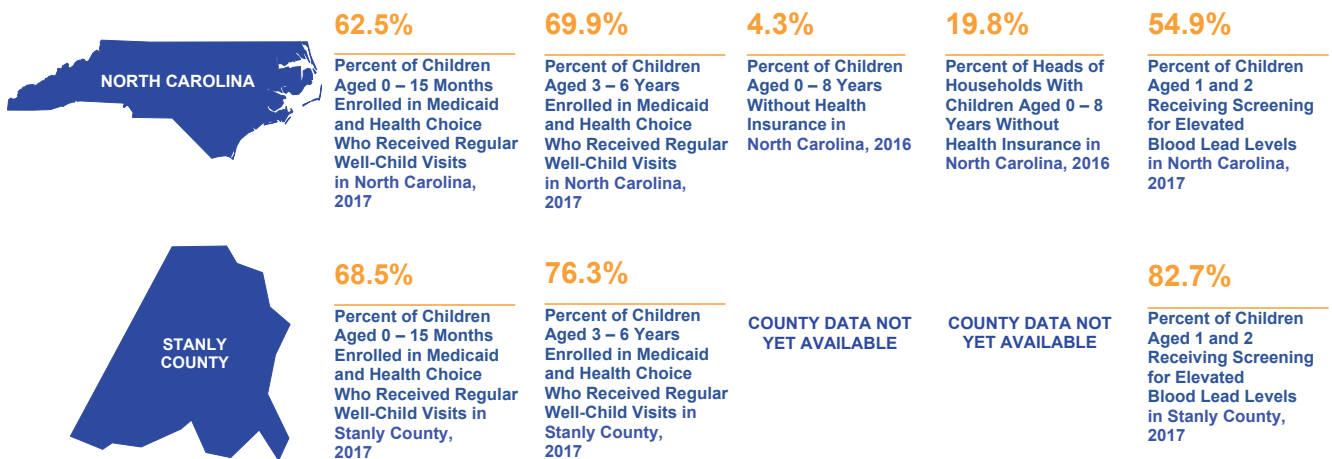 NORTH CAROLINA
62.5%
Percent of Children
Aged 0 – 15 Months
Enrolled in Medicaid
and Health Choice
Who Received Regular
Well-Child Visits
in North Carolina,
2017
69.9%
Percent of Children
Aged 3 – 6 Years
Enrolled in Medicaid
and Health Choice
Who Received Regular
Well-Child Visits
in North Carolina,
2017
4.3%
Percent of Children
Aged 0 – 8 Years
Without Health
Insurance in
North Carolina, 2016
19.8%
Percent of Heads of
Households With
Children Aged 0 – 8
Years Without
Health Insurance in
North Carolina, 2016
54.9%
Percent of Children
Aged 1 and 2
Receiving Screening
for Elevated
Blood Lead Levels
in North Carolina,
2017
STANLY
COUNTY
68.5%
Percent of Children
Aged 0 – 15 Months
Enrolled in Medicaid
and Health Choice
Who Received Regular
Well-Child Visits in
Stanly County,
2017
76.3%
Percent of Children
Aged 3 – 6 Years
Enrolled in Medicaid
and Health Choice
Who Received Regular
Well-Child Visits in
Stanly County,
2017
COUNTY DATA NOT
YET AVAILABLE
COUNTY DATA NOT
YET AVAILABLE
82.7%
Percent of Children
Aged 1 and 2
Receiving Screening
for Elevated
Blood Lead Levels
in Stanly County,
2017